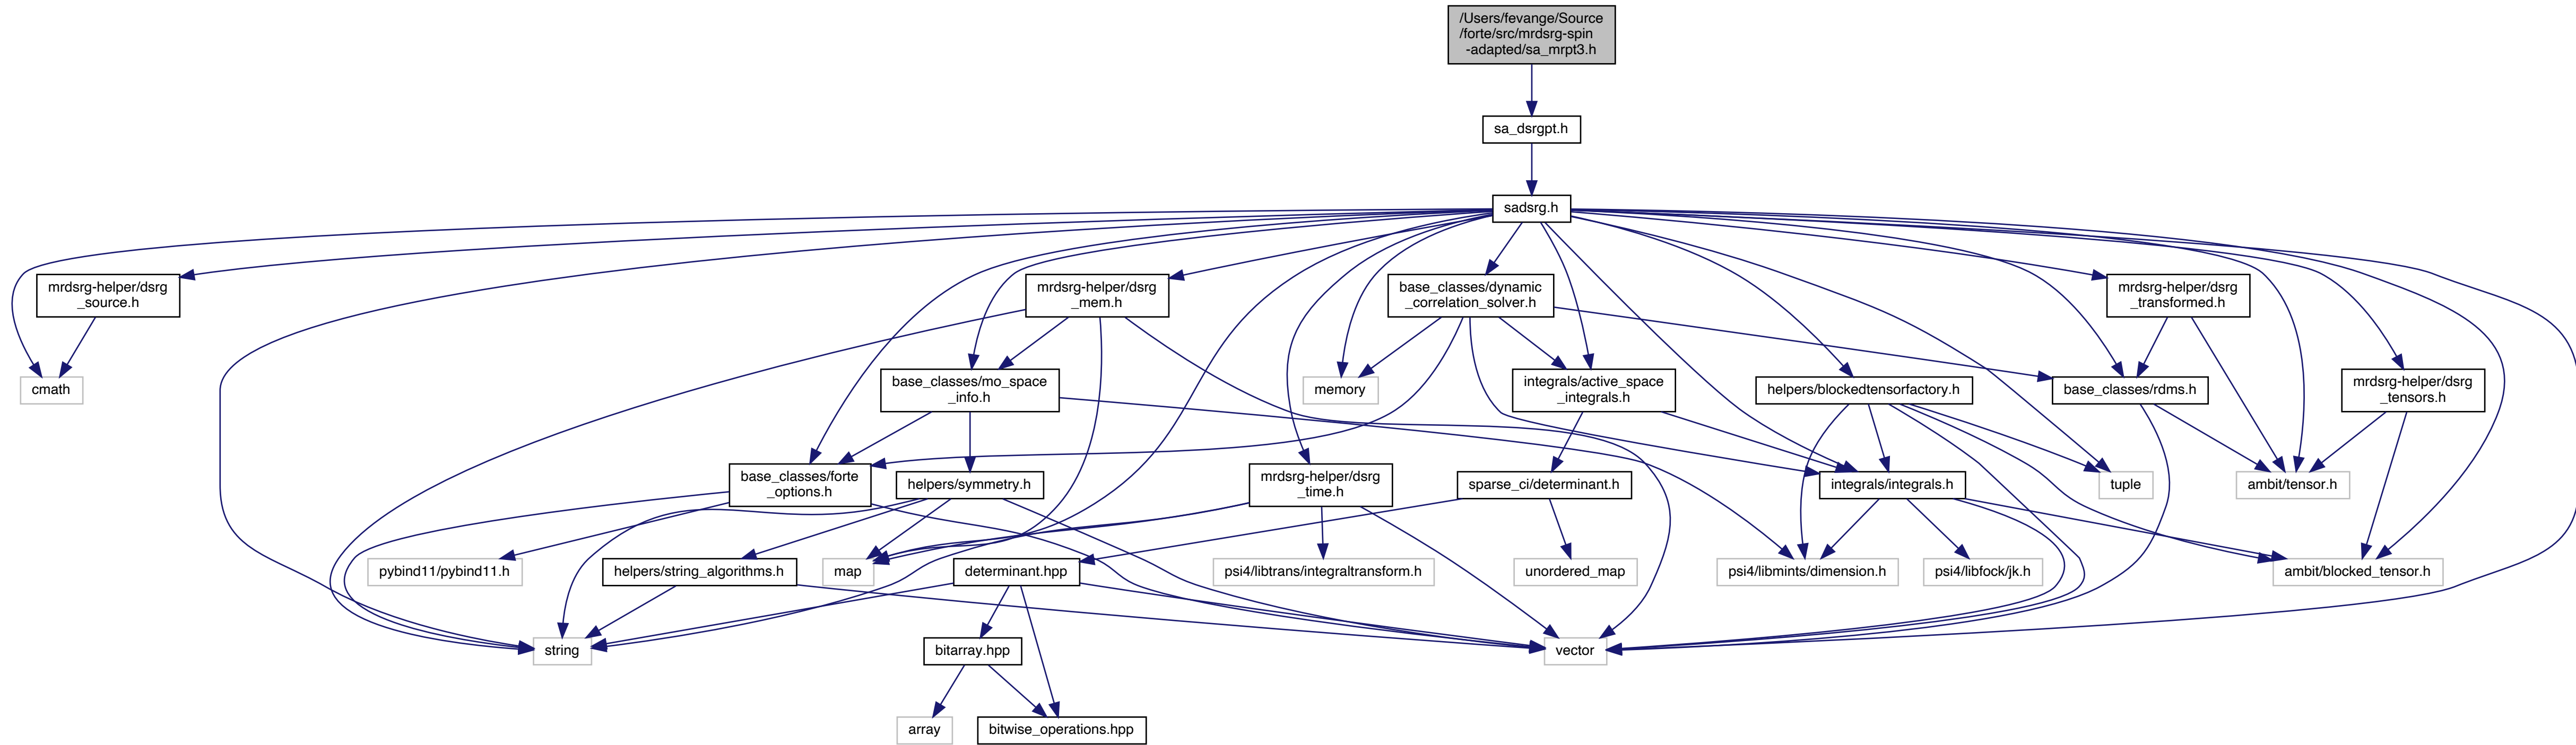 /Users/fevange/Source
/forte/src/mrdsrg-spin
-adapted/sa_mrpt3.h
sa_dsrgpt.h
sadsrg.h
mrdsrg-helper/dsrg
_source.h
mrdsrg-helper/dsrg
_mem.h
base_classes/dynamic
_correlation_solver.h
mrdsrg-helper/dsrg
_transformed.h
cmath
base_classes/mo_space
_info.h
memory
integrals/active_space
_integrals.h
helpers/blockedtensorfactory.h
base_classes/rdms.h
mrdsrg-helper/dsrg
_tensors.h
base_classes/forte
_options.h
helpers/symmetry.h
mrdsrg-helper/dsrg
_time.h
sparse_ci/determinant.h
integrals/integrals.h
tuple
ambit/tensor.h
pybind11/pybind11.h
helpers/string_algorithms.h
map
determinant.hpp
psi4/libtrans/integraltransform.h
unordered_map
psi4/libmints/dimension.h
psi4/libfock/jk.h
ambit/blocked_tensor.h
string
bitarray.hpp
vector
array
bitwise_operations.hpp